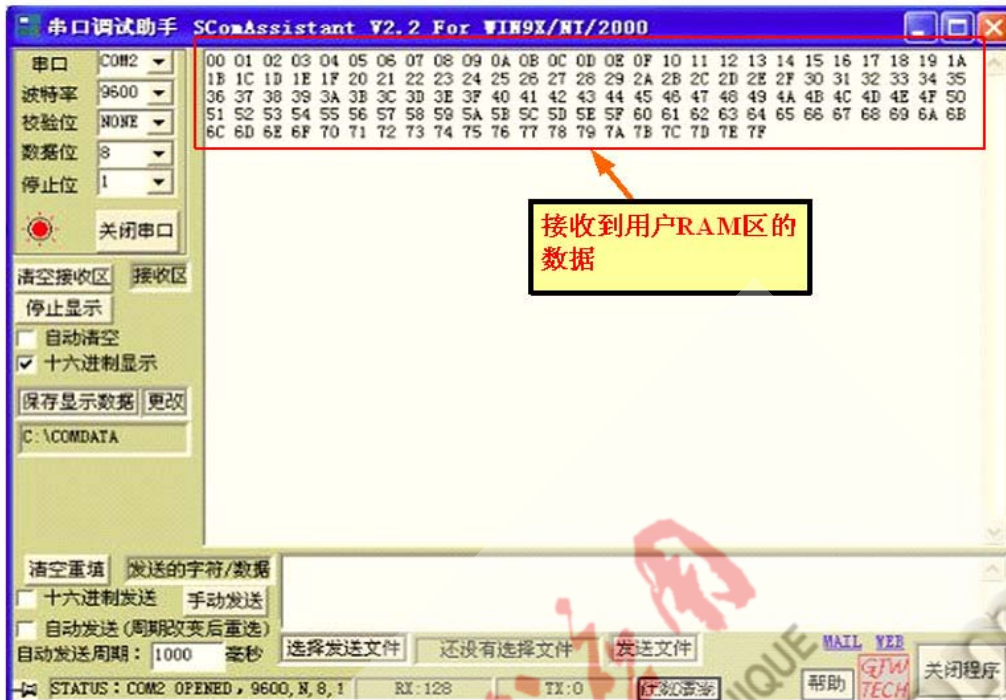 串口调试助手 SComAssistant V2.2 For WIN9X/NT/2000
串口 COM2
波特率 9600
校验位 NONE
数据位 8
停止位 1
关闭串口
清空接收区 接收区
停止显示
自动清空
十六进制显示
保存显示数据 更改
C:\COMDATA
00 01 02 03 04 05 06 07 08 09 0A 0B 0C 0D 0E 0F 10 11 12 13 14 15 16 17 18 19 1A
1B 1C 1D 1E 1F 20 21 22 23 24 25 26 27 28 29 2A 2B 2C 2D 2E 2F 30 31 32 33 34 35
36 37 38 39 3A 3B 3C 3D 3E 3F 40 41 42 43 44 45 46 47 48 49 4A 4B 4C 4D 4E 4F 50
51 52 53 54 55 56 57 58 59 5A 5B 5C 5D 5E 5F 60 61 62 63 64 65 66 67 68 69 6A 6B
6C 6D 6E 6F 70 71 72 73 74 75 76 77 78 79 7A 7B 7C 7D 7E 7F
接收到用户RAM区的
数据
清空重填 发送的字符/数据
十六进制发送 手动发送
自动发送(周期改变后重选)
自动发送周期: 1000 毫秒 选择发送文件 还没有选择文件 发送文件
MAIL WEB
帮助 GFW TECH 关闭程序
STATUS:COM2 OPENED,9600,N,8,1 RX:128 TX:0 计数清零
NIQUE